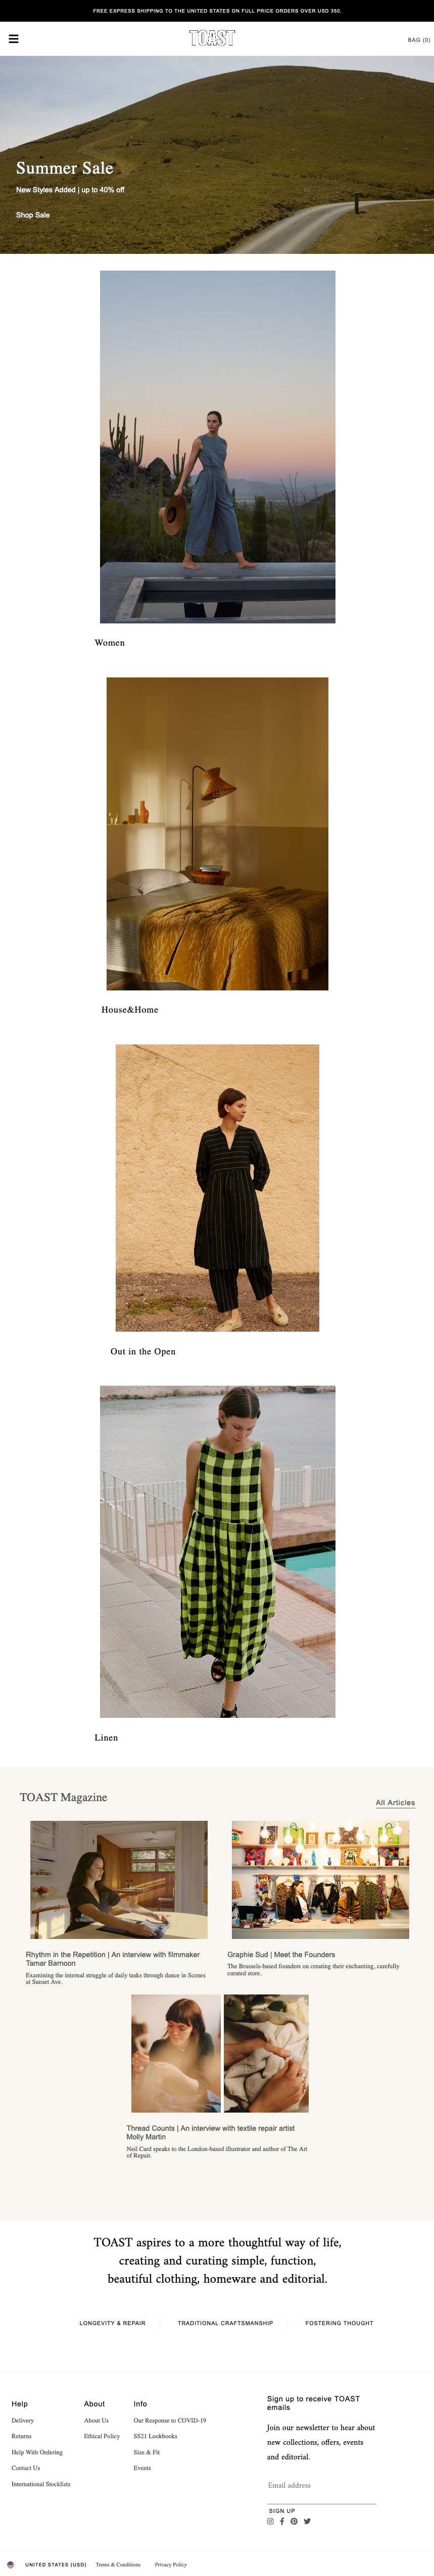 FREE EXPRESS SHIPPING TO THE UNITED STATES ON FULL PRICE ORDERS OVER USD 350.
TOAST
BAG (0)
Summer Sale
New Styles Added | up to 40% off
Shop Sale
Women
House&Home
Out in the Open
Linen
TOAST Magazine
All Articles
Rhythm in the Repetition | An interview with filmmaker
Tamar Barnoon
Examining the internal struggle of daily tasks through dance in Scenes
at Sunset Ave.
Graphie Sud | Meet the Founders
The Brussels-based founders on creating their enchanting, carefully
curated store.
Thread Counts | An interview with textile repair artist
Molly Martin
Neil Card speaks to the London-based illustrator and author of The Art
of Repair.
TOAST aspires to a more thoughtful way of life,
creating and curating simple, function,
beautiful clothing, homeware and editorial.
LONGEVITY & REPAIR
TRADITIONAL CRAFTSMANSHIP
FOSTERING THOUGHT
Help
Delivery
Returns
Help With Ordering
Contact Us
International Stocklists
About
About Us
Ethical Policy
Info
Our Response to COVID-19
SS21 Lookbooks
Size & Fit
Events
Sign up to receive TOAST
emails
Join our newsletter to hear about
new collections, offers, events
and editorial.
Email address
SIGN UP
UNITED STATES (USD)
Terms & Conditions
Privacy Policy